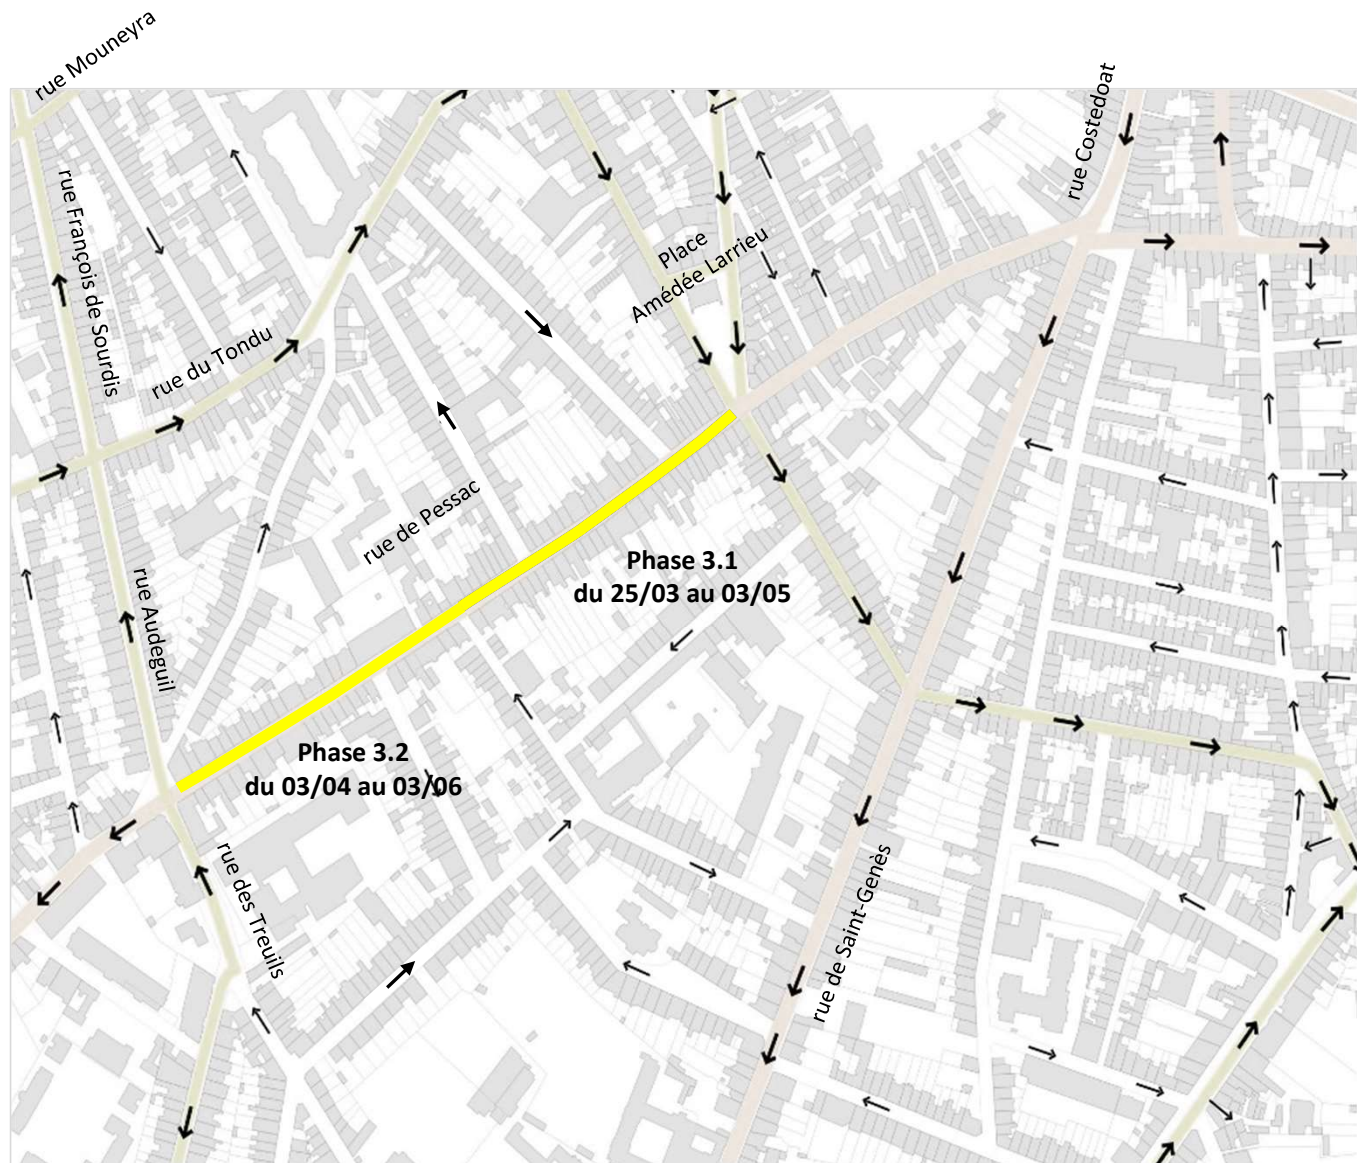 rue Mouneyra
rue Costedoat
rue François de Sourdis
Place
Amédée Larrieu
rue du Tondu
rue de Pessac
Phase 3.1
du 25/03 au 03/05
rue Audeguil
Phase 3.2
du 03/04 au 03/06
rue des Treuils
rue de Saint-Genès